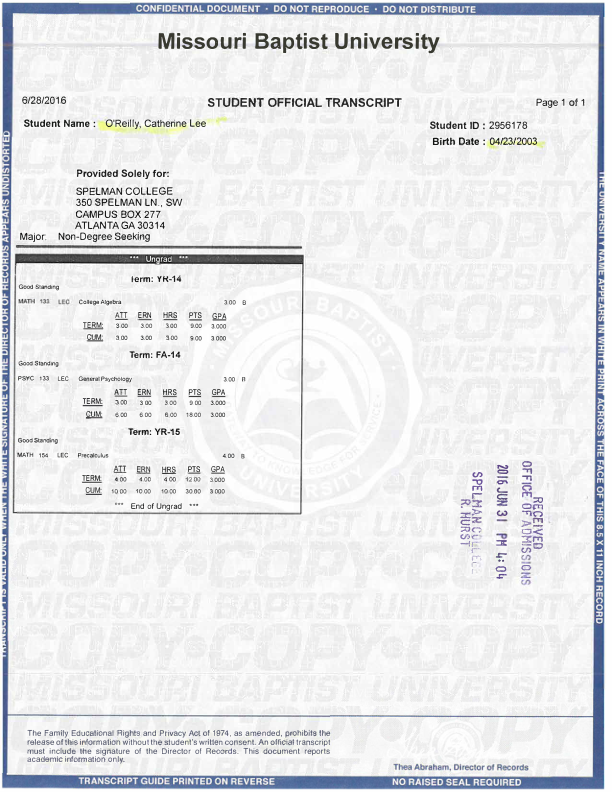 CONFIDENTIAL DOCUMENT • DO NOT REPRODUCE • DO NOT DISTRIBUTE
Missouri Baptist University
6/28/2016
STUDENT OFFICIAL TRANSCRIPT
Page 1 of 1
Student Name : O'Reilly, Catherine Lee
Student ID : 2956178
Birth Date : 04/23/2003
Provided Solely for:
SPELMAN COLLEGE
350 SPELMAN LN., SW
CAMPUS BOX 277
ATLANTA GA 30314
Major: Non-Degree Seeking
*** Ungrad ***
Term: YR-14
Good Standing
MATH 133 LEC College Algebra 3.00 B
ATT ERN HRS PTS GPA
TERM: 3.00 3.00 3.00 9.00 3.000
CUM: 3.00 3.00 3.00 9.00 3.000
Term: FA-14
Good Standing
PSYC 133 LEC General Psychology 3.00 B
ATT ERN HRS PTS GPA
TERM: 3.00 3.00 3.00 9.00 3.000
CUM: 6.00 6.00 6.00 18.00 3.000
Term: YR-15
Good Standing
MATH 154 LEC Precalculus 4.00 B
ATT ERN HRS PTS GPA
TERM: 4.00 4.00 4.00 12.00 3.000
CUM: 10.00 10.00 10.00 30.00 3.000
*** End of Ungrad ***
RECEIVED
OFFICE OF ADMISSIONS
2016 JUN 31 PM 4:04
SPELMAN COLLEGE
R. HURST
The Family Educational Rights and Privacy Act of 1974, as amended, prohibits the
release of this information without the student's written consent. An official transcript
must include the signature of the Director of Records. This document reports
academic information only.
Thea Abraham, Director of Records
TRANSCRIPT GUIDE PRINTED ON REVERSE
NO RAISED SEAL REQUIRED
TRANSCRIPT IS VALID ONLY WHEN THE WHITE SIGNATURE OF THE DIRECTOR OF RECORDS APPEARS UNDISTORTED
THE UNIVERSITY NAME APPEARS IN WHITE PRINT ACROSS THE FACE OF THIS 8.5 X 11 INCH RECORD
MISSOURI BAPTIST UNIVERSITY
COPY•COPY•COPY